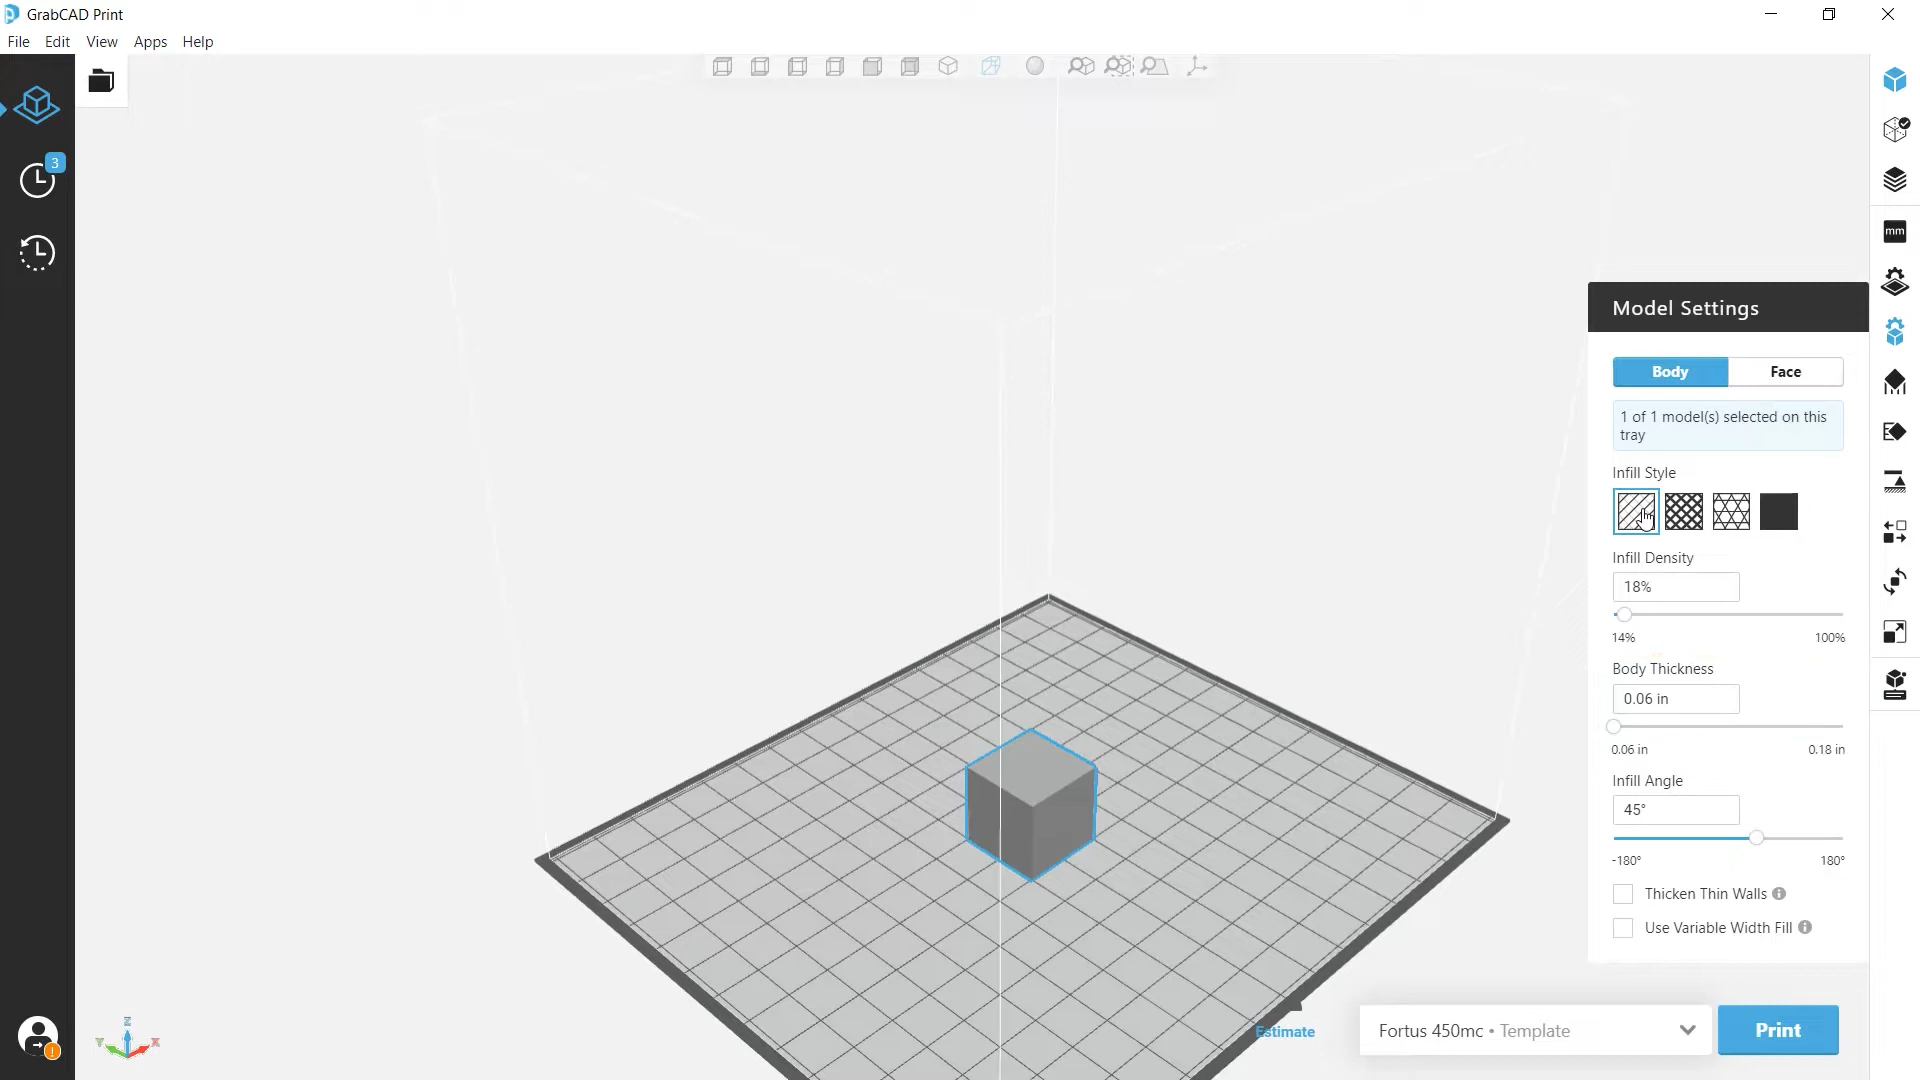 GrabCAD Print
File Edit View Apps Help
3
mm
Model Settings
Body Face
1 of 1 model(s) selected on this
tray
Infill Style
Infill Density
18%
14% 100%
Body Thickness
0.06 in
0.06 in 0.18 in
Infill Angle
45°
-180° 180°
Thicken Thin Walls
Use Variable Width Fill
Z
Y X
!
Estimate
Fortus 450mc • Template
Print